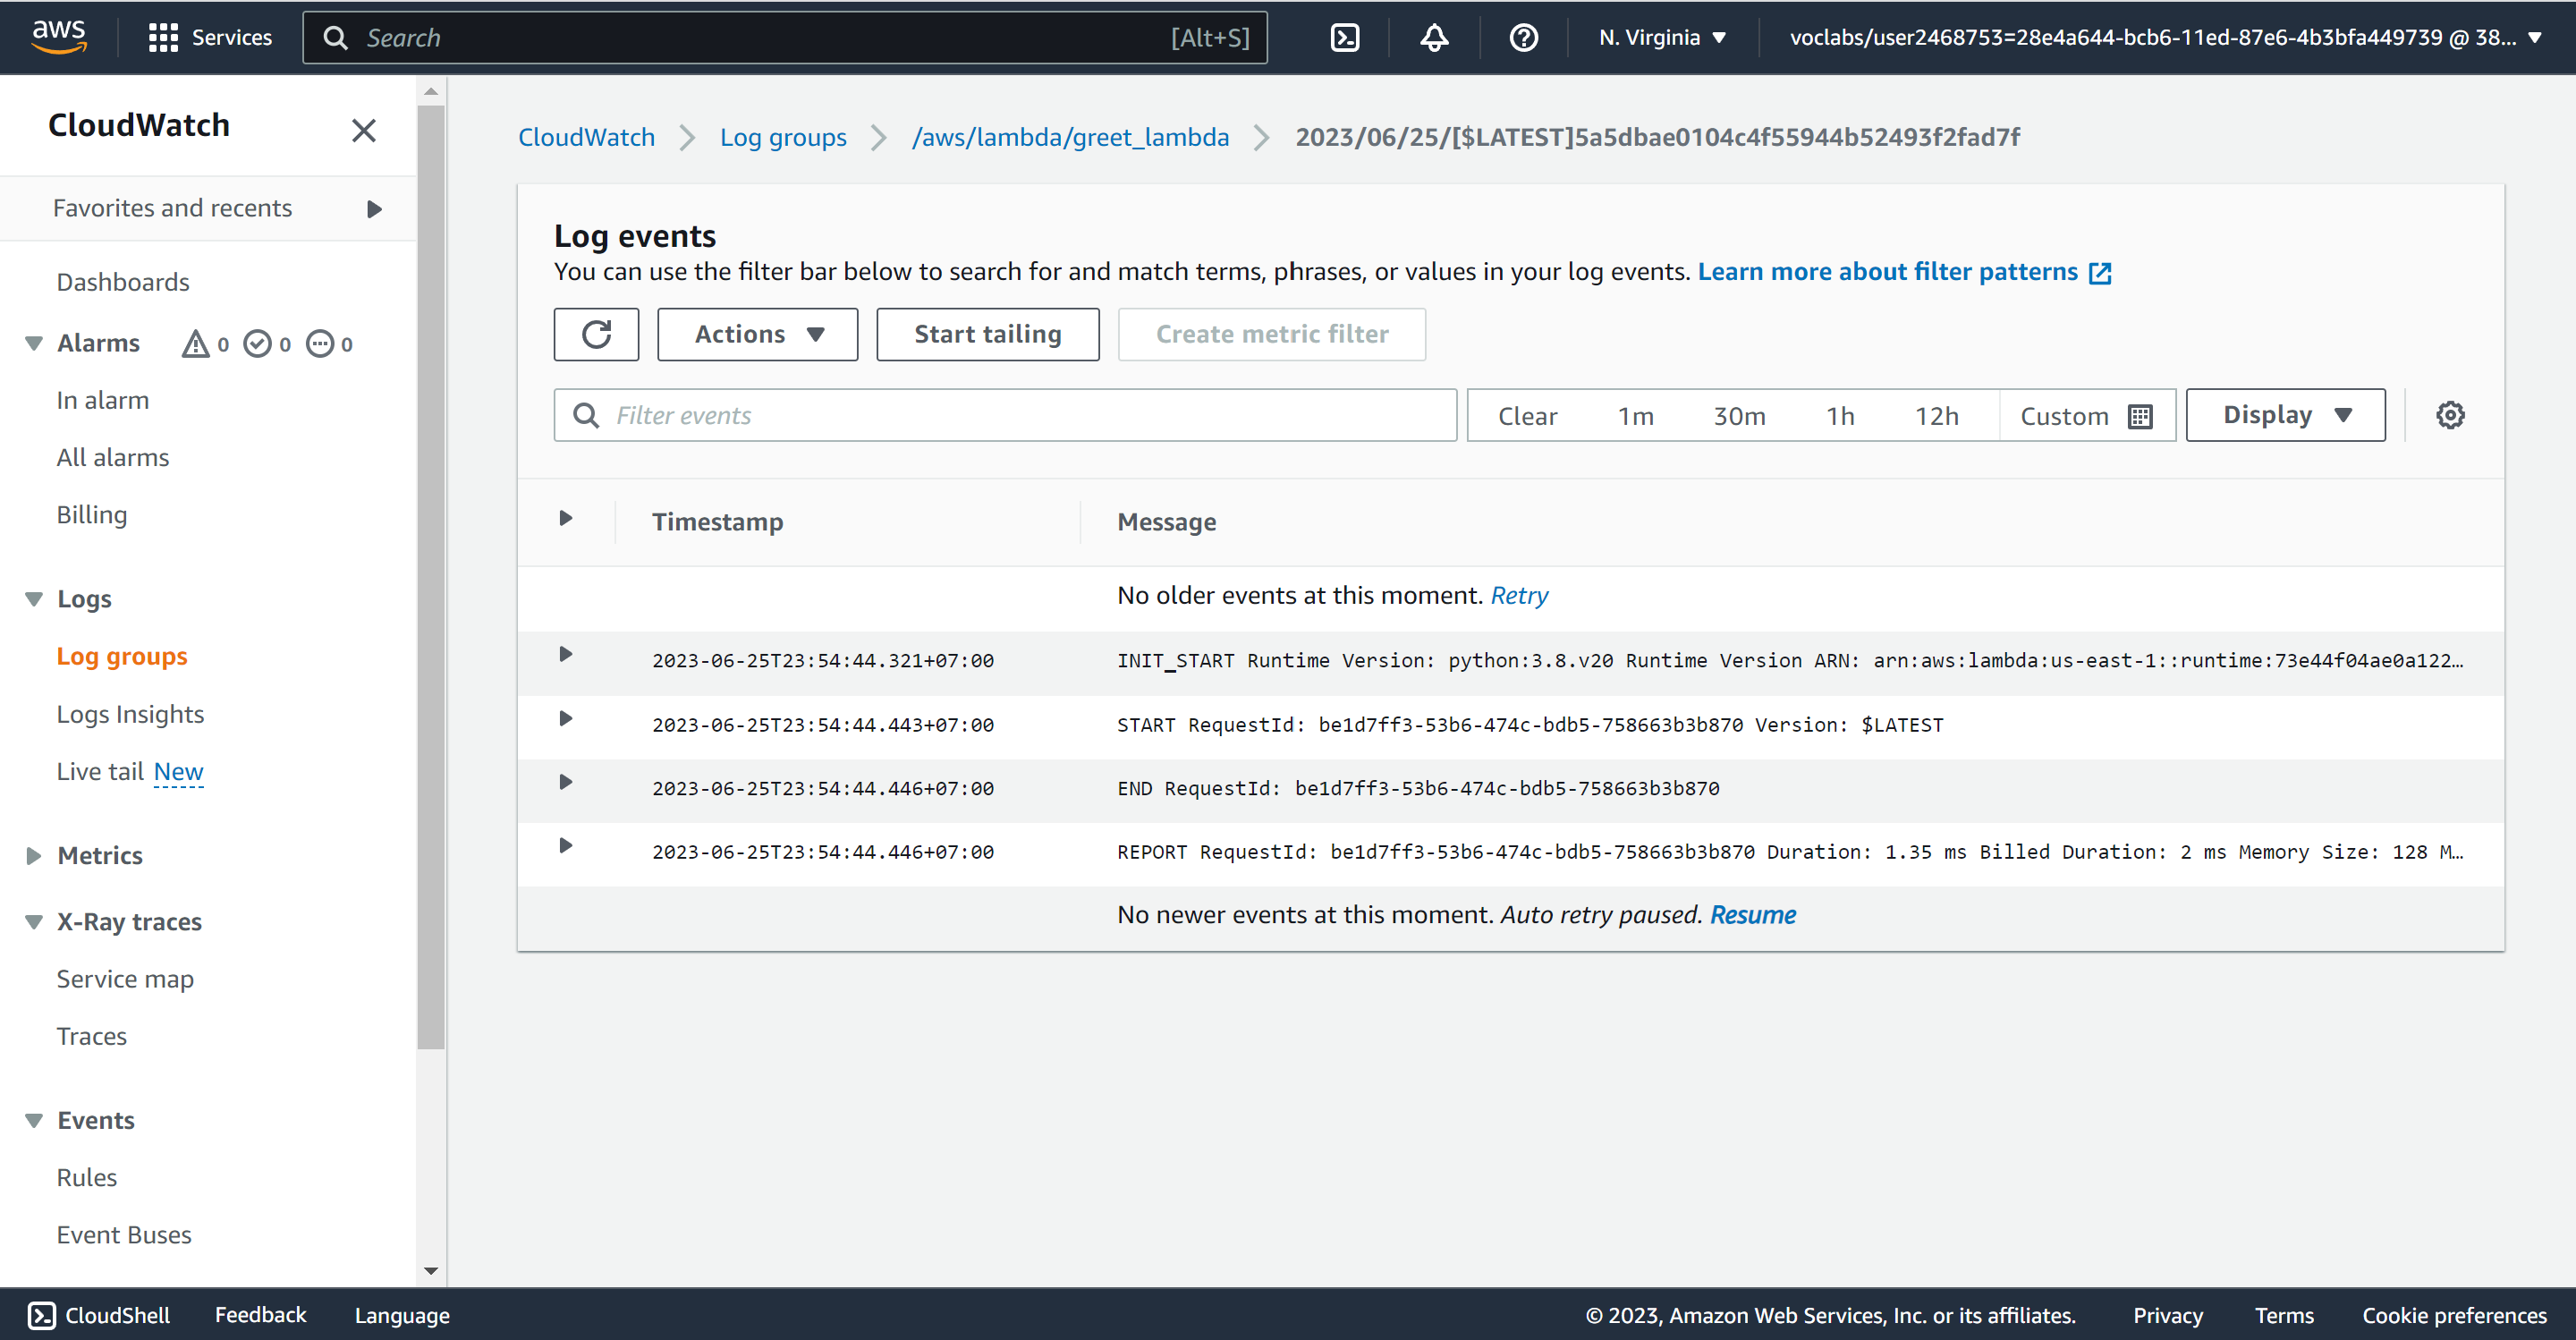 aws Services Search [Alt+S] N. Virginia voclabs/user2468753=28e4a644-bcb6-11ed-87e6-4b3bfa449739 @ 38...
CloudWatch
Favorites and recents
Dashboards
Alarms 0 0 0
In alarm
All alarms
Billing
Logs
Log groups
Logs Insights
Live tail New
Metrics
X-Ray traces
Service map
Traces
Events
Rules
Event Buses
CloudWatch Log groups /aws/lambda/greet_lambda 2023/06/25/[$LATEST]5a5dbae0104c4f55944b52493f2fad7f
Log events
You can use the filter bar below to search for and match terms, phrases, or values in your log events. Learn more about filter patterns
Actions Start tailing Create metric filter
Filter events Clear 1m 30m 1h 12h Custom Display
Timestamp Message
No older events at this moment. Retry
2023-06-25T23:54:44.321+07:00 INIT_START Runtime Version: python:3.8.v20 Runtime Version ARN: arn:aws:lambda:us-east-1::runtime:73e44f04ae0a122…
2023-06-25T23:54:44.443+07:00 START RequestId: be1d7ff3-53b6-474c-bdb5-758663b3b870 Version: $LATEST
2023-06-25T23:54:44.446+07:00 END RequestId: be1d7ff3-53b6-474c-bdb5-758663b3b870
2023-06-25T23:54:44.446+07:00 REPORT RequestId: be1d7ff3-53b6-474c-bdb5-758663b3b870 Duration: 1.35 ms Billed Duration: 2 ms Memory Size: 128 M…
No newer events at this moment. Auto retry paused. Resume
CloudShell Feedback Language © 2023, Amazon Web Services, Inc. or its affiliates. Privacy Terms Cookie preferences